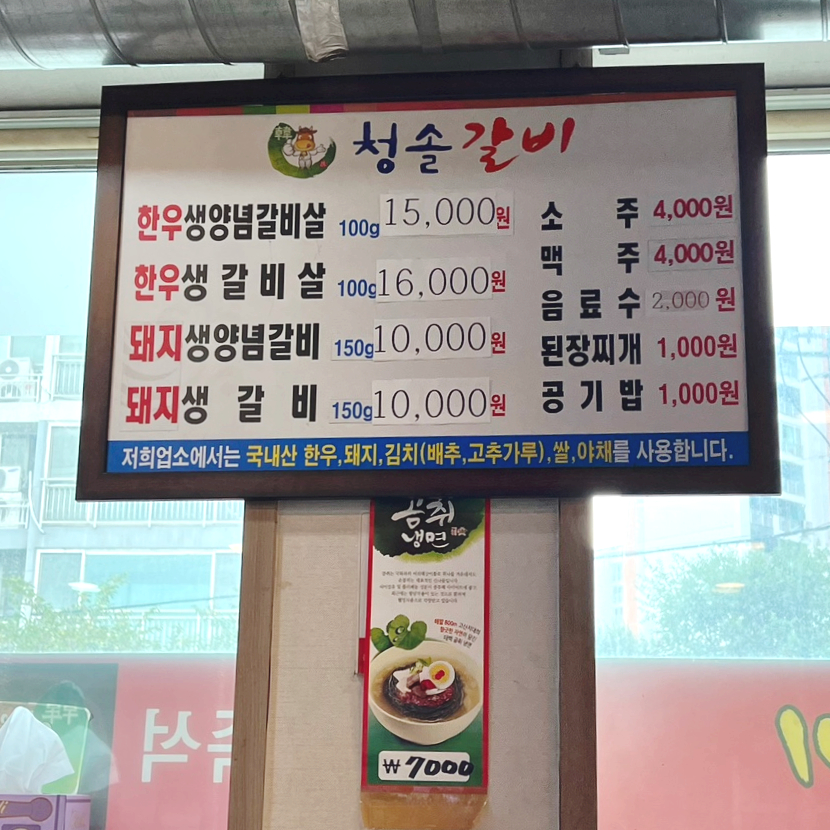 청솔갈비
한우생양념갈비살 100g 15,000원
한우생갈비살 100g 16,000원
돼지생양념갈비 150g 10,000원
돼지생갈비 150g 10,000원
소주 4,000원
맥주 4,000원
음료수 2,000원
된장찌개 1,000원
공기밥 1,000원
저희업소에서는 국내산 한우,돼지,김치(배추,고추가루),쌀,야채를 사용합니다.
곰취
냉면
₩7000